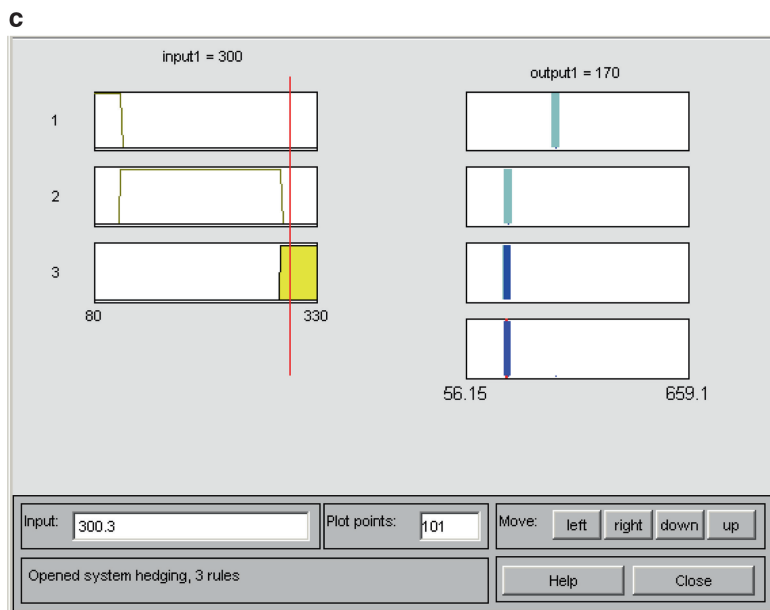 c
input1 = 300
output1 = 170
1
2
3
80 330
56.15 659.1
Input: 300.3 Plot points: 101 Move: left right down up
Opened system hedging, 3 rules Help Close